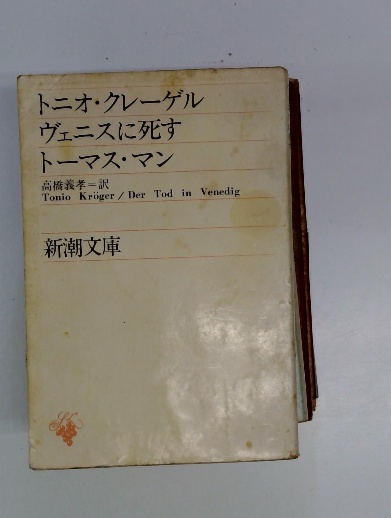 トニオ・クレーゲル
ヴェニスに死す
トーマス・マン
高橋義孝=訳
Tonio Kröger / Der Tod in Venedig
新潮文庫